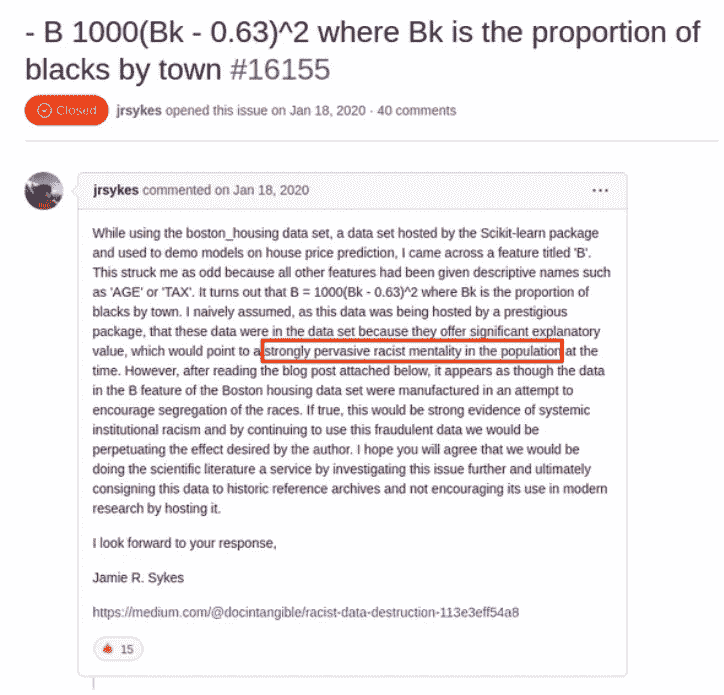 - B 1000(Bk - 0.63)^2 where Bk is the proportion of
blacks by town #16155
Closed jrsykes opened this issue on Jan 18, 2020 · 40 comments
jrsykes commented on Jan 18, 2020 ...
While using the boston_housing data set, a data set hosted by the Scikit-learn package
and used to demo models on house price prediction, I came across a feature titled 'B'.
This struck me as odd because all other features had been given descriptive names such
as 'AGE' or 'TAX'. It turns out that B = 1000(Bk - 0.63)^2 where Bk is the proportion of
blacks by town. I naively assumed, as this data was being hosted by a prestigious
package, that these data were in the data set because they offer significant explanatory
value, which would point to a strongly pervasive racist mentality in the population at the
time. However, after reading the blog post attached below, it appears as though the data
in the B feature of the Boston housing data set were manufactured in an attempt to
encourage segregation of the races. If true, this would be strong evidence of systemic
institutional racism and by continuing to use this fraudulent data we would be
perpetuating the effect desired by the author. I hope you will agree that we would be
doing the scientific literature a service by investigating this issue further and ultimately
consigning this data to historic reference archives and not encouraging its use in modern
research by hosting it.
I look forward to your response,
Jamie R. Sykes
https://medium.com/@docintangible/racist-data-destruction-113e3eff54a8
15